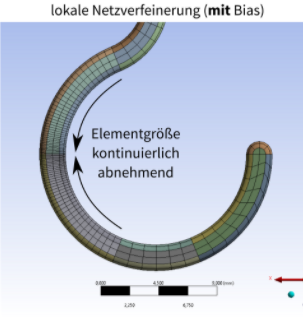 lokale Netzverfeinerung (mit Bias)
Elementgröße
kontinuierlich
abnehmend
0,000 4,500 9,000 (mm)
2,250 6,750